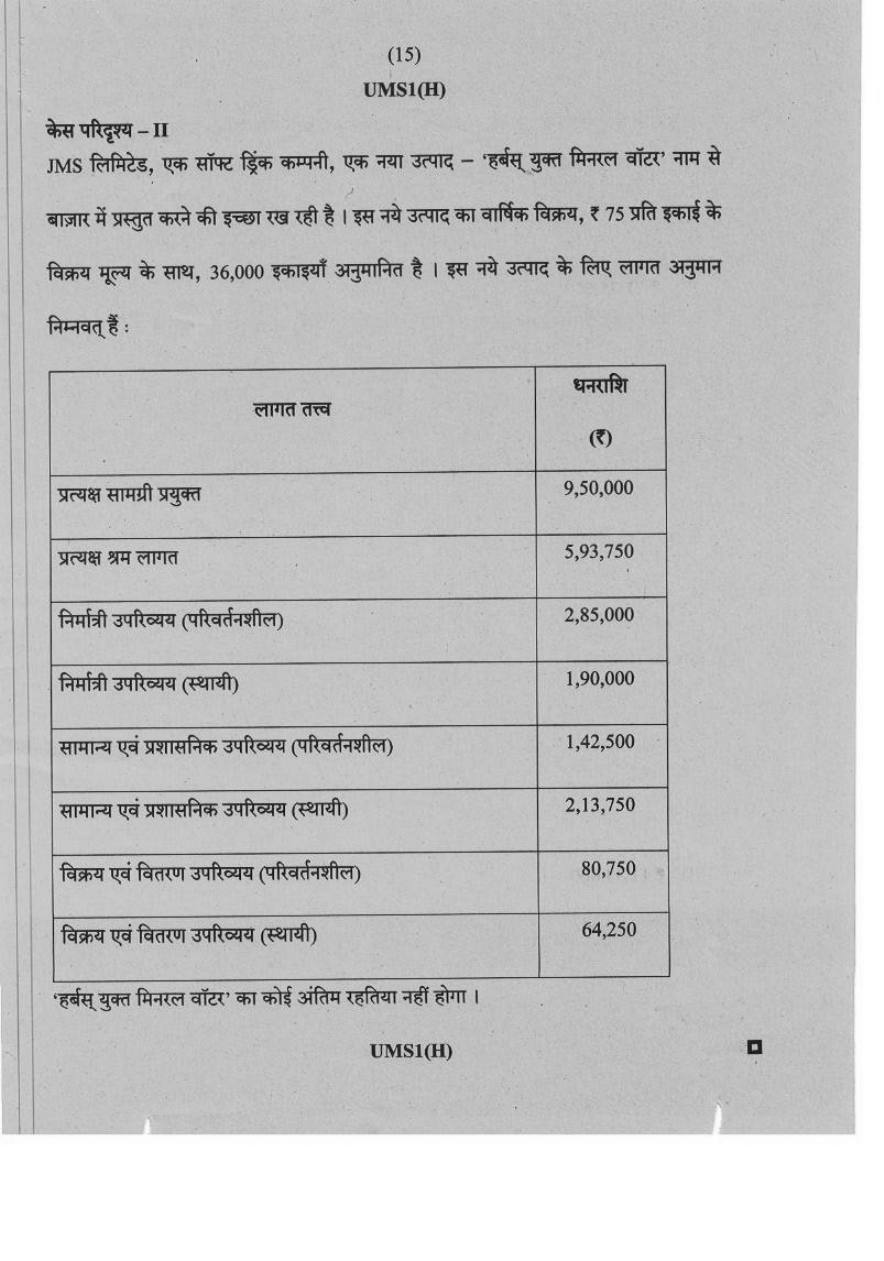 (15)
UMS1(H)
केस परिदृश्य – II
JMS लिमिटेड, एक सॉफ्ट ड्रिंक कम्पनी, एक नया उत्पाद – ‘हर्बस् युक्त मिनरल वॉटर’ नाम से
बाज़ार में प्रस्तुत करने की इच्छा रख रही है । इस नये उत्पाद का वार्षिक विक्रय, ₹ 75 प्रति इकाई के
विक्रय मूल्य के साथ, 36,000 इकाइयाँ अनुमानित है । इस नये उत्पाद के लिए लागत अनुमान
निम्नवत् हैं :
लागत तत्त्व धनराशि
(₹)
प्रत्यक्ष सामग्री प्रयुक्त 9,50,000
प्रत्यक्ष श्रम लागत 5,93,750
निर्मात्री उपरिव्यय (परिवर्तनशील) 2,85,000
निर्मात्री उपरिव्यय (स्थायी) 1,90,000
सामान्य एवं प्रशासनिक उपरिव्यय (परिवर्तनशील) 1,42,500
सामान्य एवं प्रशासनिक उपरिव्यय (स्थायी) 2,13,750
विक्रय एवं वितरण उपरिव्यय (परिवर्तनशील) 80,750
विक्रय एवं वितरण उपरिव्यय (स्थायी) 64,250
‘हर्बस् युक्त मिनरल वॉटर’ का कोई अंतिम रहतिया नहीं होगा ।
UMS1(H)